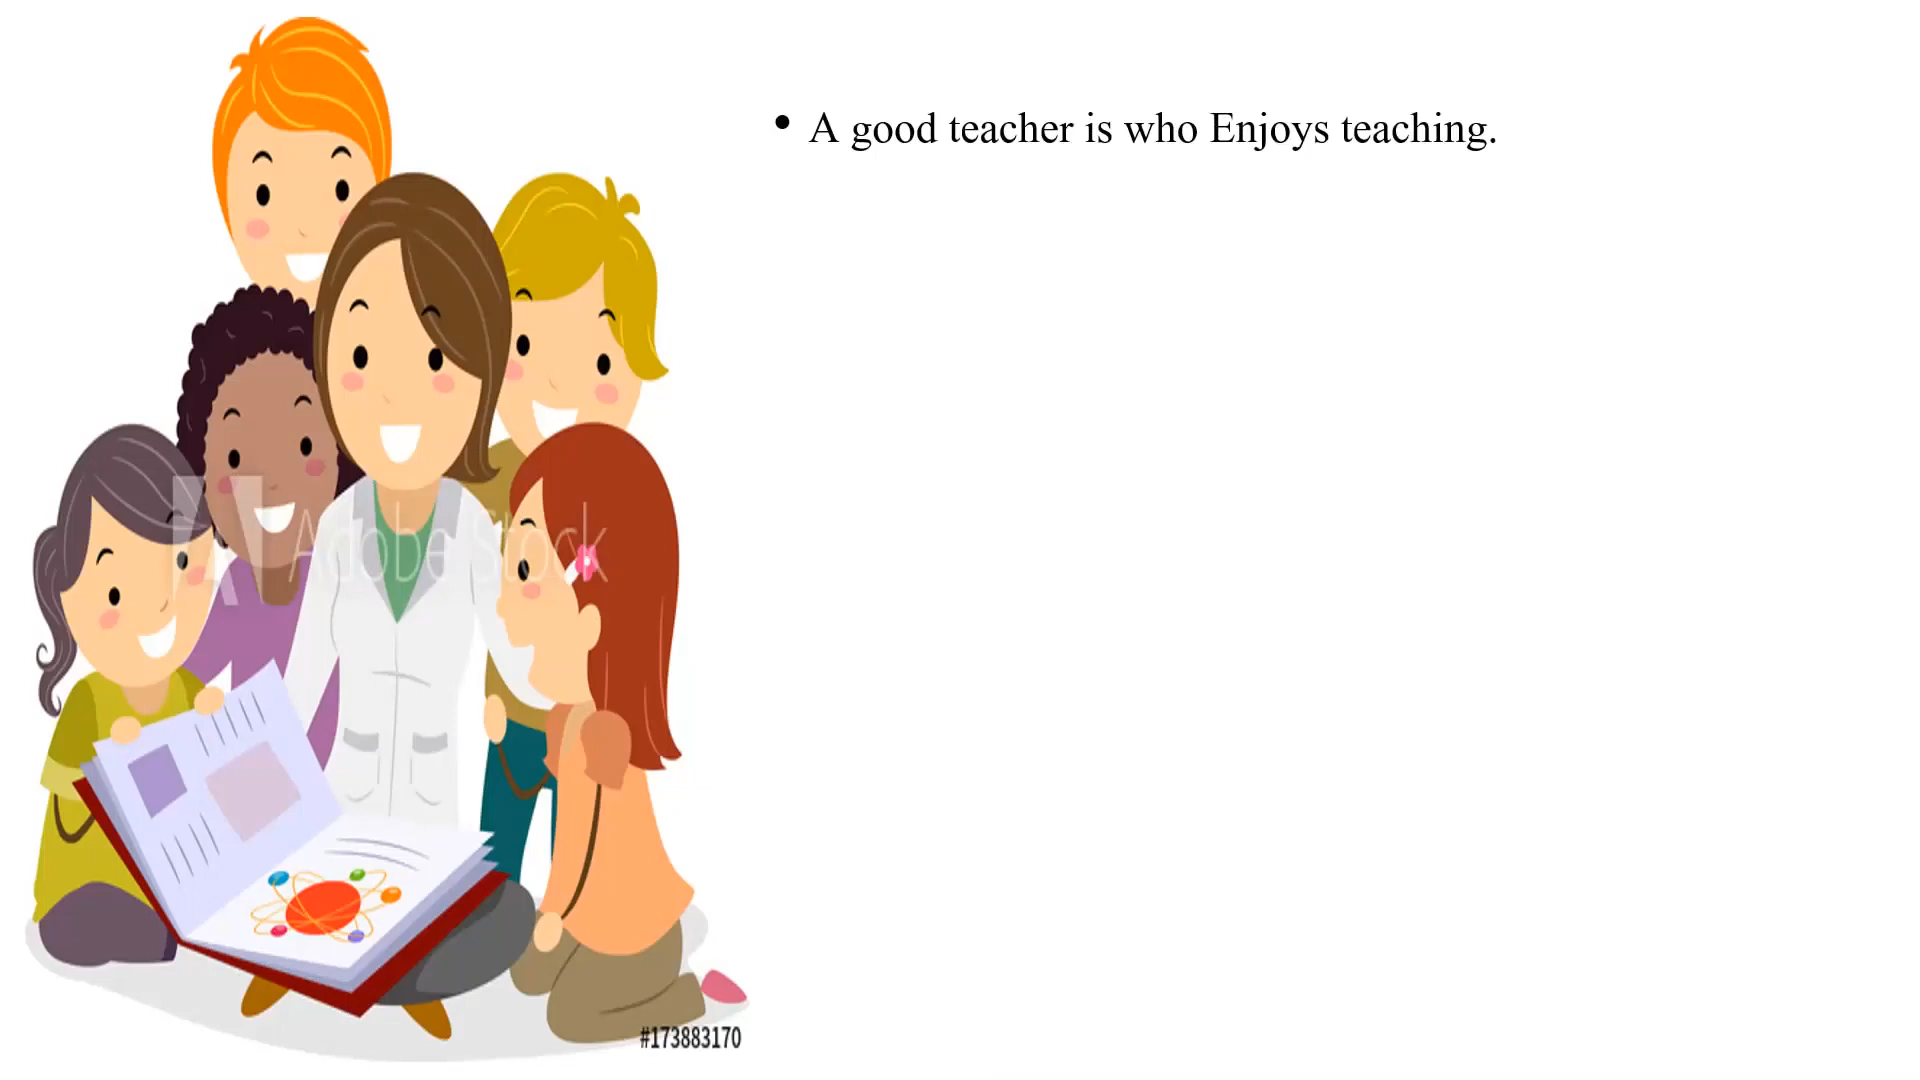 • A good teacher is who Enjoys teaching.
Adobe Stock
#173883170